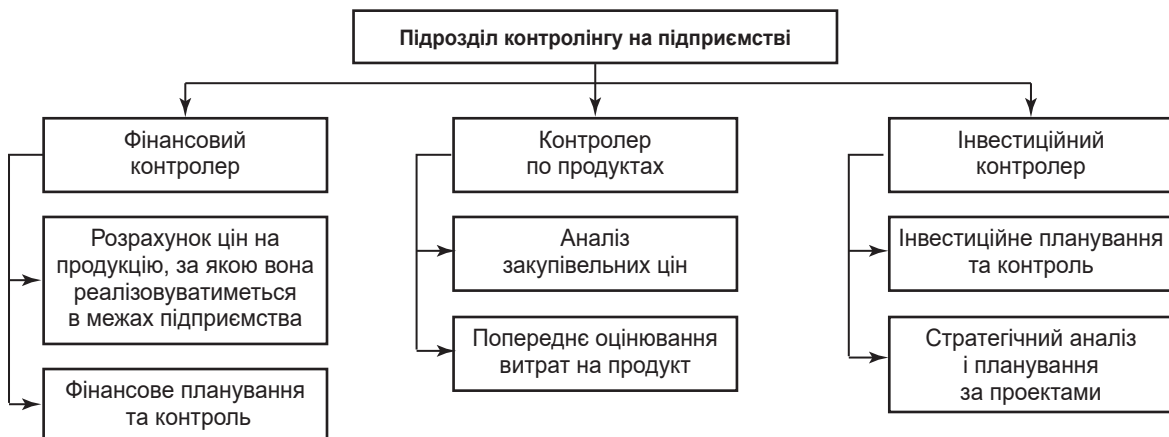 Підрозділ контролінгу на підприємстві
Фінансовий
контролер
Розрахунок цін на
продукцію, за якою вона
реалізовуватиметься
в межах підприємства
Фінансове планування
та контроль
Контролер
по продуктах
Аналіз
закупівельних цін
Попереднє оцінювання
витрат на продукт
Інвестиційний
контролер
Інвестиційне планування
та контроль
Стратегічний аналіз
і планування
за проектами